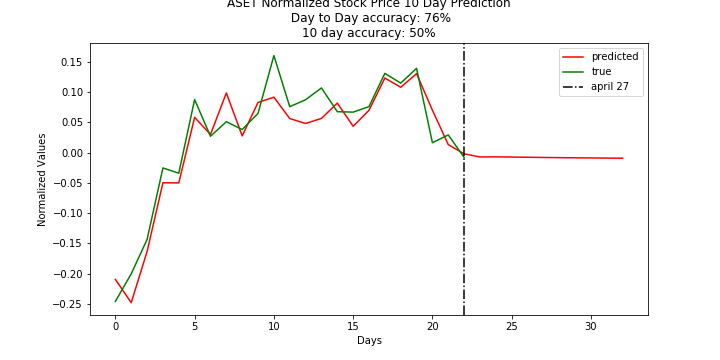 ASET Normalized Stock Price 10 Day Prediction
Day to Day accuracy: 76%
10 day accuracy: 50%
predicted
true
april 27
Normalized Values
0.15
0.10
0.05
0.00
−0.05
−0.10
−0.15
−0.20
−0.25
0 5 10 15 20 25 30
Days